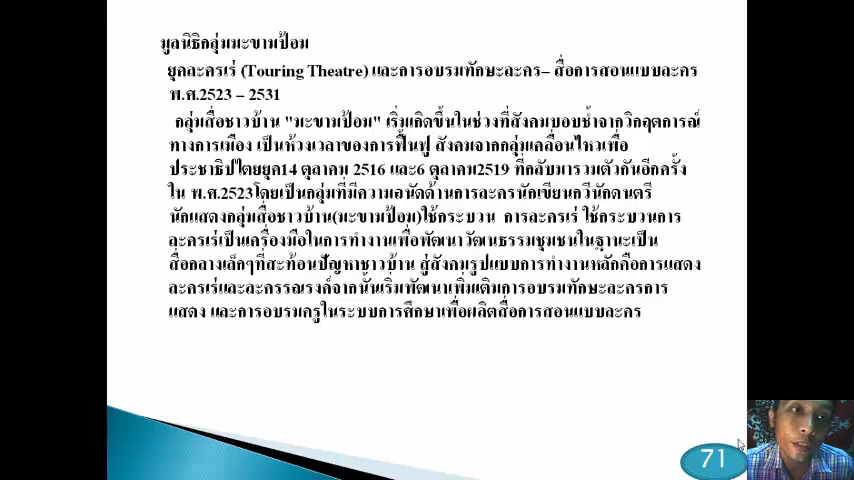 มูลนิธิกลุ่มมะขามป้อม
ยุคละครเร่ (Touring Theatre) และการอบรมทักษะละคร– สื่อการสอนแบบละคร
พ.ศ.2523 – 2531
กลุ่มสื่อชาวบ้าน "มะขามป้อม" เริ่มเกิดขึ้นในช่วงที่สังคมบอบช้ำจากวิกฤตการณ์
ทางการเมือง เป็นห้วงเวลาของการฟื้นฟู สังคมจากกลุ่มเคลื่อนไหวเพื่อ
ประชาธิปไตยยุค14 ตุลาคม 2516 และ6 ตุลาคม2519 ที่กลับมารวมตัวกันอีกครั้ง
ใน พ.ศ.2523โดยเป็นกลุ่มที่มีความถนัดด้านการละครนักเขียนกวีนักดนตรี
นักแสดงกลุ่มสื่อชาวบ้าน(มะขามป้อม)ใช้กระบวน การละครเร่ ใช้กระบวนการ
ละครเร่เป็นเครื่องมือในการทำงานเพื่อพัฒนาวัฒนธรรมชุมชนในฐานะเป็น
สื่อกลางเล็กๆที่สะท้อนปัญหาชาวบ้าน สู่สังคมรูปแบบการทำงานหลักคือการแสดง
ละครเร่และละครรณรงค์จากนั้นเริ่มพัฒนาเพิ่มเติมการอบรมทักษะละครการ
แสดง และการอบรมครูในระบบการศึกษาเพื่อผลิตสื่อการสอนแบบละคร
71